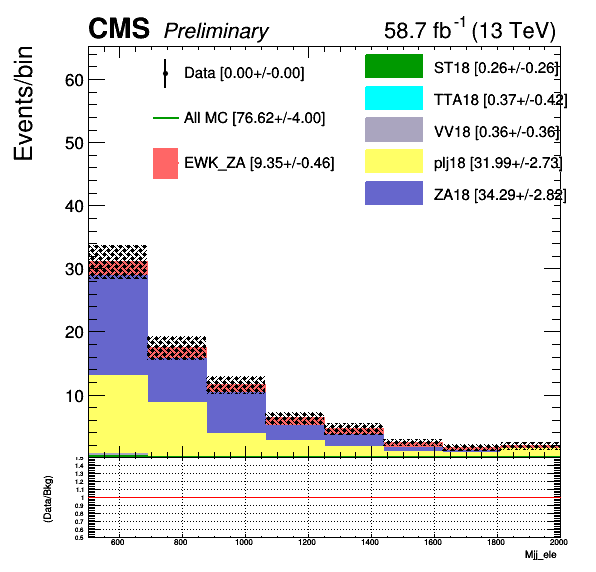 CMS Preliminary 58.7 fb-1 (13 TeV)
Events/bin
60
50
40
30
20
10
Data [0.00+/-0.00]
All MC [76.62+/-4.00]
EWK_ZA [9.35+/-0.46]
ST18 [0.26+/-0.26]
TTA18 [0.37+/-0.42]
VV18 [0.36+/-0.36]
plj18 [31.99+/-2.73]
ZA18 [34.29+/-2.82]
(Data/Bkg)
1.5
1.4
1.3
1.2
1.1
1
0.9
0.8
0.7
0.6
0.5
600 800 1000 1200 1400 1600 1800 2000
Mjj_ele